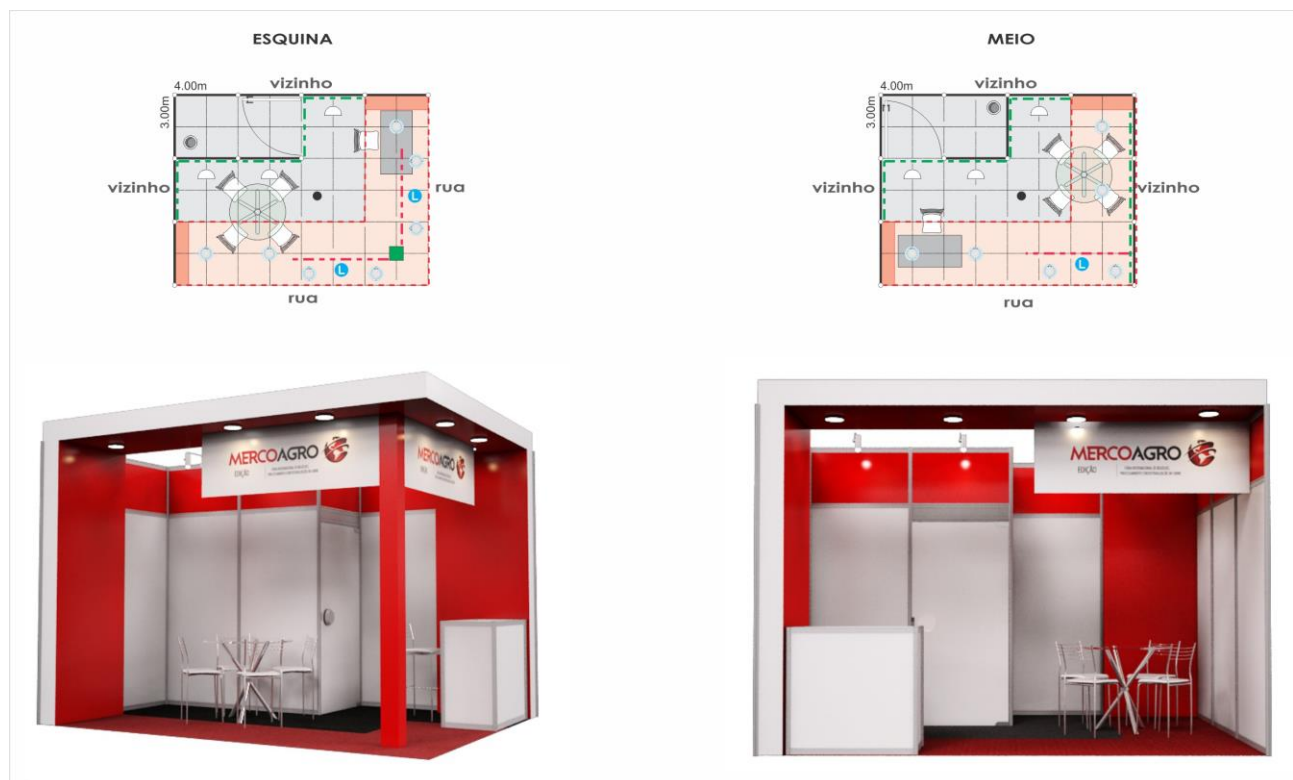 ESQUINA
4.00m
vizinho
3.00m
vizinho
rua
L
L
rua
MEIO
4.00m
vizinho
3.00m
vizinho
vizinho
L
rua
MERCOAGRO
EDIÇÃO
MERCOAGRO
MERCOAGRO
EDIÇÃO